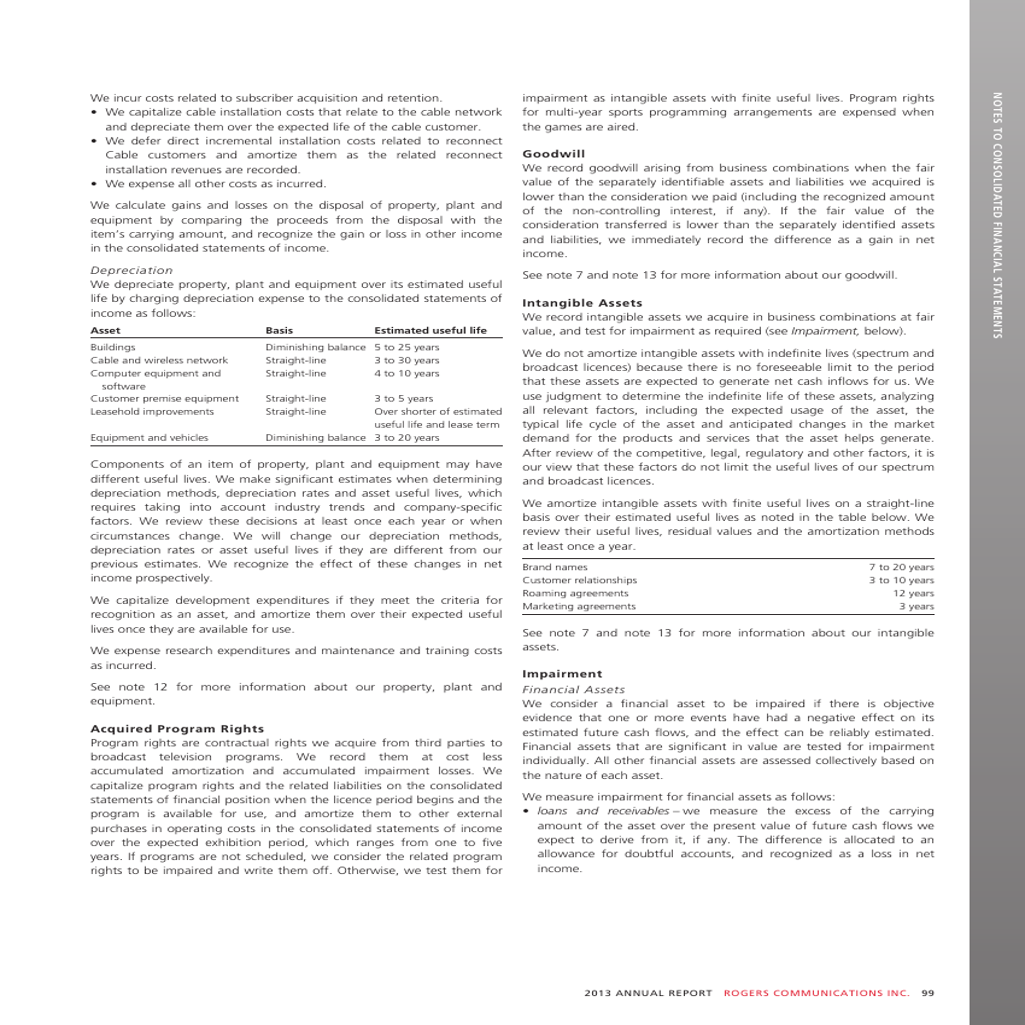 We incur costs related to subscriber acquisition and retention.
• We capitalize cable installation costs that relate to the cable network
and depreciate them over the expected life of the cable customer.
• We defer direct incremental installation costs related to reconnect
Cable customers and amortize them as the related reconnect
installation revenues are recorded.
• We expense all other costs as incurred.
We calculate gains and losses on the disposal of property, plant and
equipment by comparing the proceeds from the disposal with the
item's carrying amount, and recognize the gain or loss in other income
in the consolidated statements of income.
Depreciation
We depreciate property, plant and equipment over its estimated useful
life by charging depreciation expense to the consolidated statements of
income as follows:
Asset Basis Estimated useful life
Buildings Diminishing balance 5 to 25 years
Cable and wireless network Straight-line 3 to 30 years
Computer equipment and Straight-line 4 to 10 years
software
Customer premise equipment Straight-line 3 to 5 years
Leasehold improvements Straight-line Over shorter of estimated
useful life and lease term
Equipment and vehicles Diminishing balance 3 to 20 years
Components of an item of property, plant and equipment may have
different useful lives. We make significant estimates when determining
depreciation methods, depreciation rates and asset useful lives, which
requires taking into account industry trends and company-specific
factors. We review these decisions at least once each year or when
circumstances change. We will change our depreciation methods,
depreciation rates or asset useful lives if they are different from our
previous estimates. We recognize the effect of these changes in net
income prospectively.
We capitalize development expenditures if they meet the criteria for
recognition as an asset, and amortize them over their expected useful
lives once they are available for use.
We expense research expenditures and maintenance and training costs
as incurred.
See note 12 for more information about our property, plant and
equipment.
Acquired Program Rights
Program rights are contractual rights we acquire from third parties to
broadcast television programs. We record them at cost less
accumulated amortization and accumulated impairment losses. We
capitalize program rights and the related liabilities on the consolidated
statements of financial position when the licence period begins and the
program is available for use, and amortize them to other external
purchases in operating costs in the consolidated statements of income
over the expected exhibition period, which ranges from one to five
years. If programs are not scheduled, we consider the related program
rights to be impaired and write them off. Otherwise, we test them for
impairment as intangible assets with finite useful lives. Program rights
for multi-year sports programming arrangements are expensed when
the games are aired.
Goodwill
We record goodwill arising from business combinations when the fair
value of the separately identifiable assets and liabilities we acquired is
lower than the consideration we paid (including the recognized amount
of the non-controlling interest, if any). If the fair value of the
consideration transferred is lower than the separately identified assets
and liabilities, we immediately record the difference as a gain in net
income.
See note 7 and note 13 for more information about our goodwill.
Intangible Assets
We record intangible assets we acquire in business combinations at fair
value, and test for impairment as required (see Impairment, below).
We do not amortize intangible assets with indefinite lives (spectrum and
broadcast licences) because there is no foreseeable limit to the period
that these assets are expected to generate net cash inflows for us. We
use judgment to determine the indefinite life of these assets, analyzing
all relevant factors, including the expected usage of the asset, the
typical life cycle of the asset and anticipated changes in the market
demand for the products and services that the asset helps generate.
After review of the competitive, legal, regulatory and other factors, it is
our view that these factors do not limit the useful lives of our spectrum
and broadcast licences.
We amortize intangible assets with finite useful lives on a straight-line
basis over their estimated useful lives as noted in the table below. We
review their useful lives, residual values and the amortization methods
at least once a year.
Brand names 7 to 20 years
Customer relationships 3 to 10 years
Roaming agreements 12 years
Marketing agreements 3 years
See note 7 and note 13 for more information about our intangible
assets.
Impairment
Financial Assets
We consider a financial asset to be impaired if there is objective
evidence that one or more events have had a negative effect on its
estimated future cash flows, and the effect can be reliably estimated.
Financial assets that are significant in value are tested for impairment
individually. All other financial assets are assessed collectively based on
the nature of each asset.
We measure impairment for financial assets as follows:
• loans and receivables – we measure the excess of the carrying
amount of the asset over the present value of future cash flows we
expect to derive from it, if any. The difference is allocated to an
allowance for doubtful accounts, and recognized as a loss in net
income.
NOTES TO CONSOLIDATED FINANCIAL STATEMENTS
2013 ANNUAL REPORT ROGERS COMMUNICATIONS INC. 99